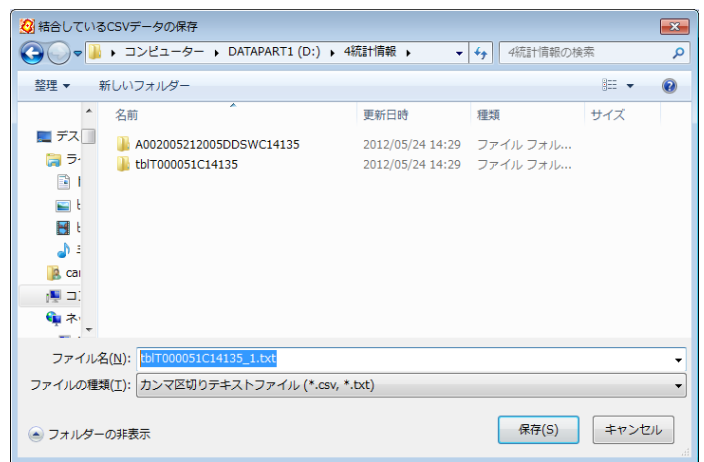 結合しているCSVデータの保存
コンピューター ▸ DATAPART1 (D:) ▸ 4統計情報 ▸
4統計情報の検索
整理 ▼ 新しいフォルダー
名前 更新日時 種類 サイズ
デス
A002005212005DDSWC14135 2012/05/24 14:29 ファイル フォル...
ラ
tblT000051C14135 2012/05/24 14:29 ファイル フォル...
car
コ
ネ
ファイル名(N): tblT000051C14135_1.txt
ファイルの種類(T): カンマ区切りテキストファイル (*.csv, *.txt)
フォルダーの非表示 保存(S) キャンセル